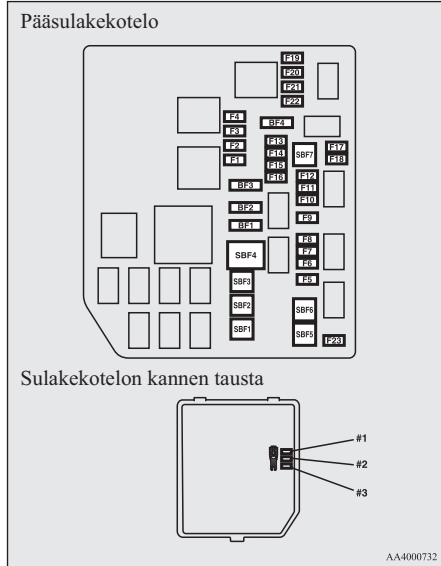 Pääsulakekotelo
F19
F20
F21
F22
F4
F3
F2
F1
BF4
F13
F14
F15
F16
SBF7
F17
F18
BF3
BF2
BF1
F12
F11
F10
F9
SBF4
F8
F7
F6
F5
SBF3
SBF2
SBF1
SBF6
SBF5
F23
Sulakekotelon kannen tausta
#1
#2
#3
AA4000732